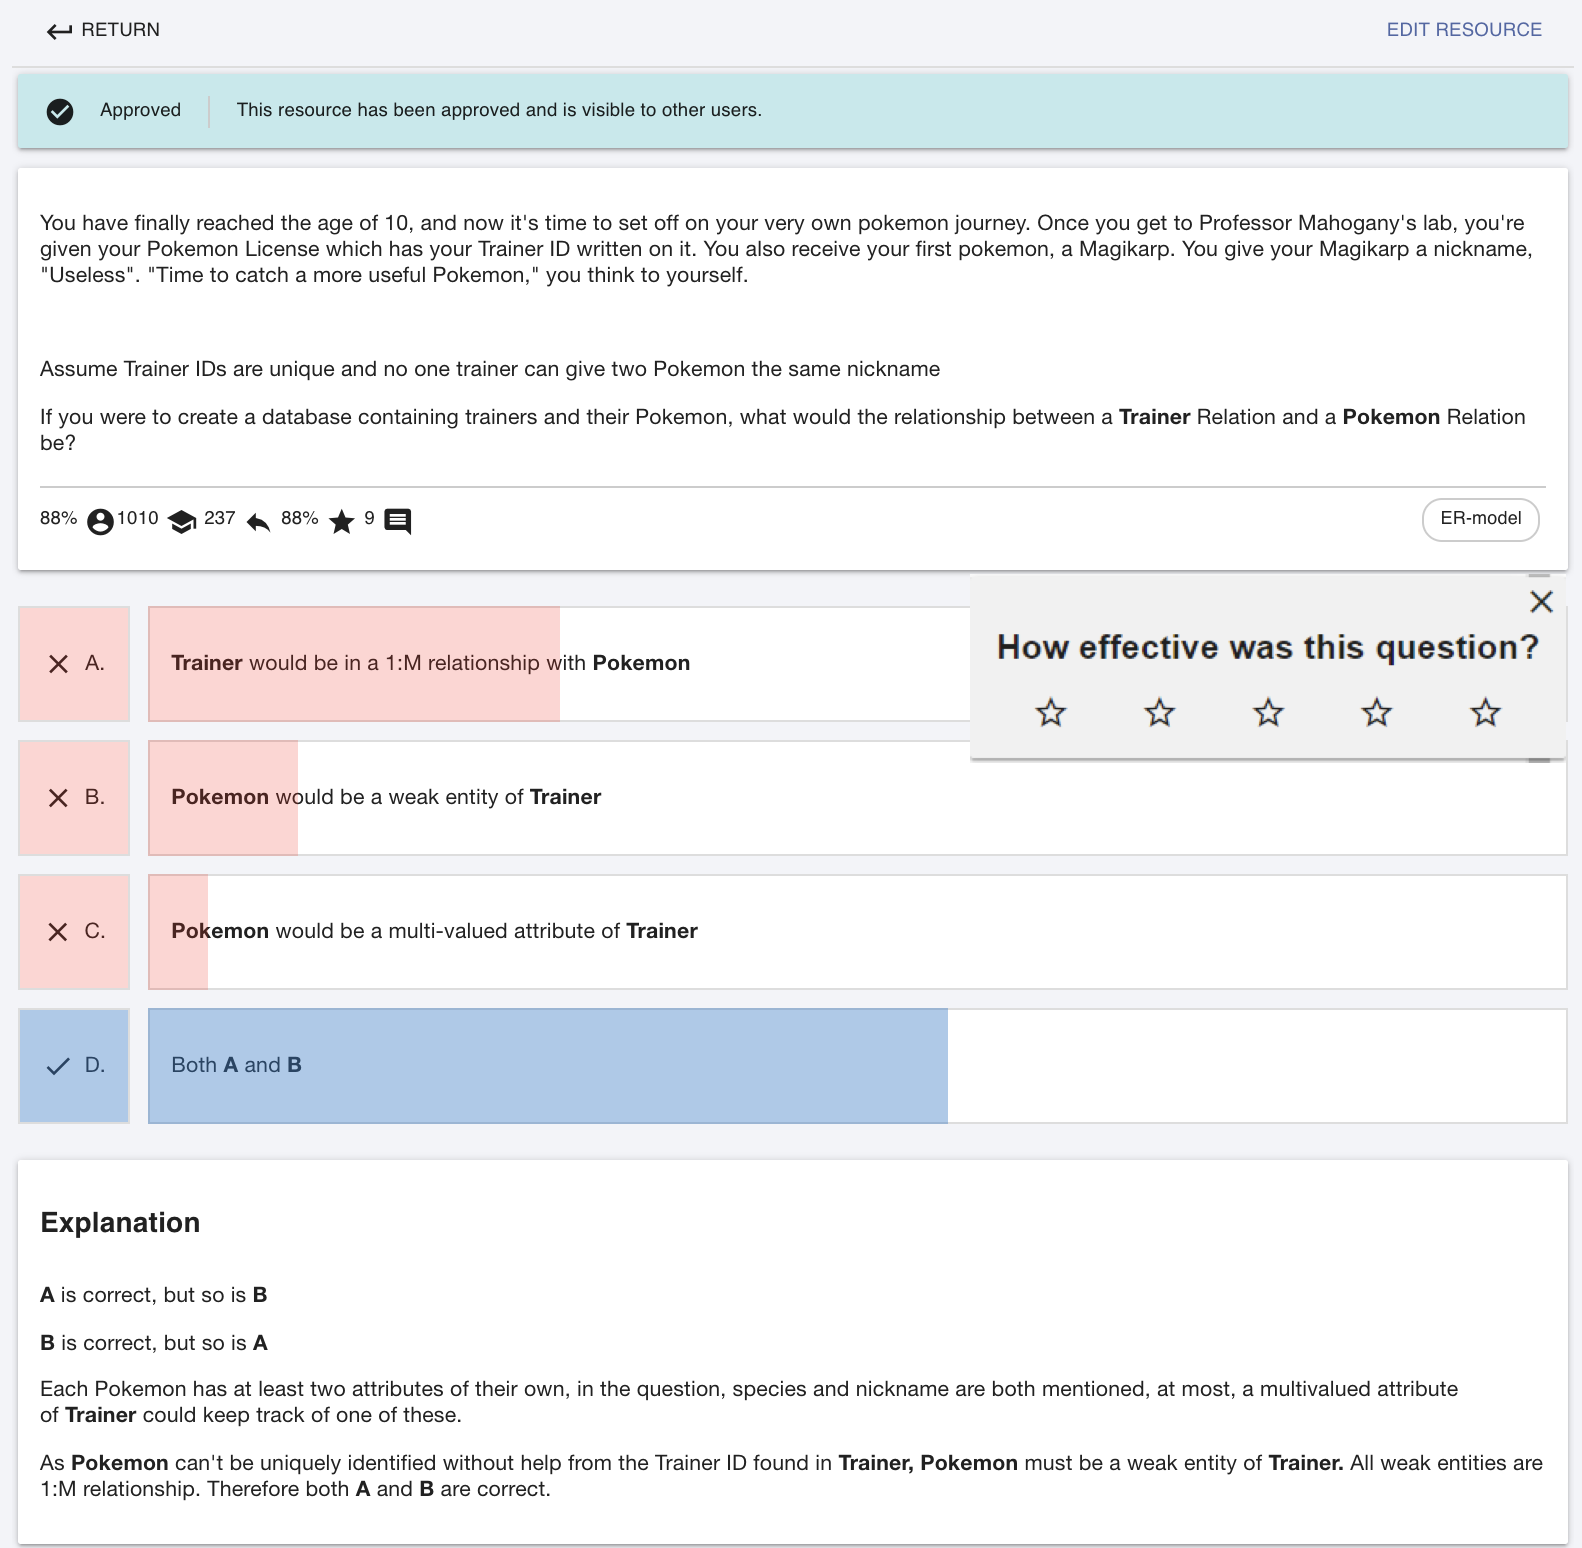 RETURN
EDIT RESOURCE
Approved
This resource has been approved and is visible to other users.
You have finally reached the age of 10, and now it's time to set off on your very own pokemon journey. Once you get to Professor Mahogany's lab, you're
given your Pokemon License which has your Trainer ID written on it. You also receive your first pokemon, a Magikarp. You give your Magikarp a nickname,
"Useless". "Time to catch a more useful Pokemon," you think to yourself.
Assume Trainer IDs are unique and no one trainer can give two Pokemon the same nickname
If you were to create a database containing trainers and their Pokemon, what would the relationship between a Trainer Relation and a Pokemon Relation
be?
88% 1010 237 88% 9
ER-model
How effective was this question?
A. Trainer would be in a 1:M relationship with Pokemon
B. Pokemon would be a weak entity of Trainer
C. Pokemon would be a multi-valued attribute of Trainer
D. Both A and B
Explanation
A is correct, but so is B
B is correct, but so is A
Each Pokemon has at least two attributes of their own, in the question, species and nickname are both mentioned, at most, a multivalued attribute
of Trainer could keep track of one of these.
As Pokemon can't be uniquely identified without help from the Trainer ID found in Trainer, Pokemon must be a weak entity of Trainer. All weak entities are
1:M relationship. Therefore both A and B are correct.